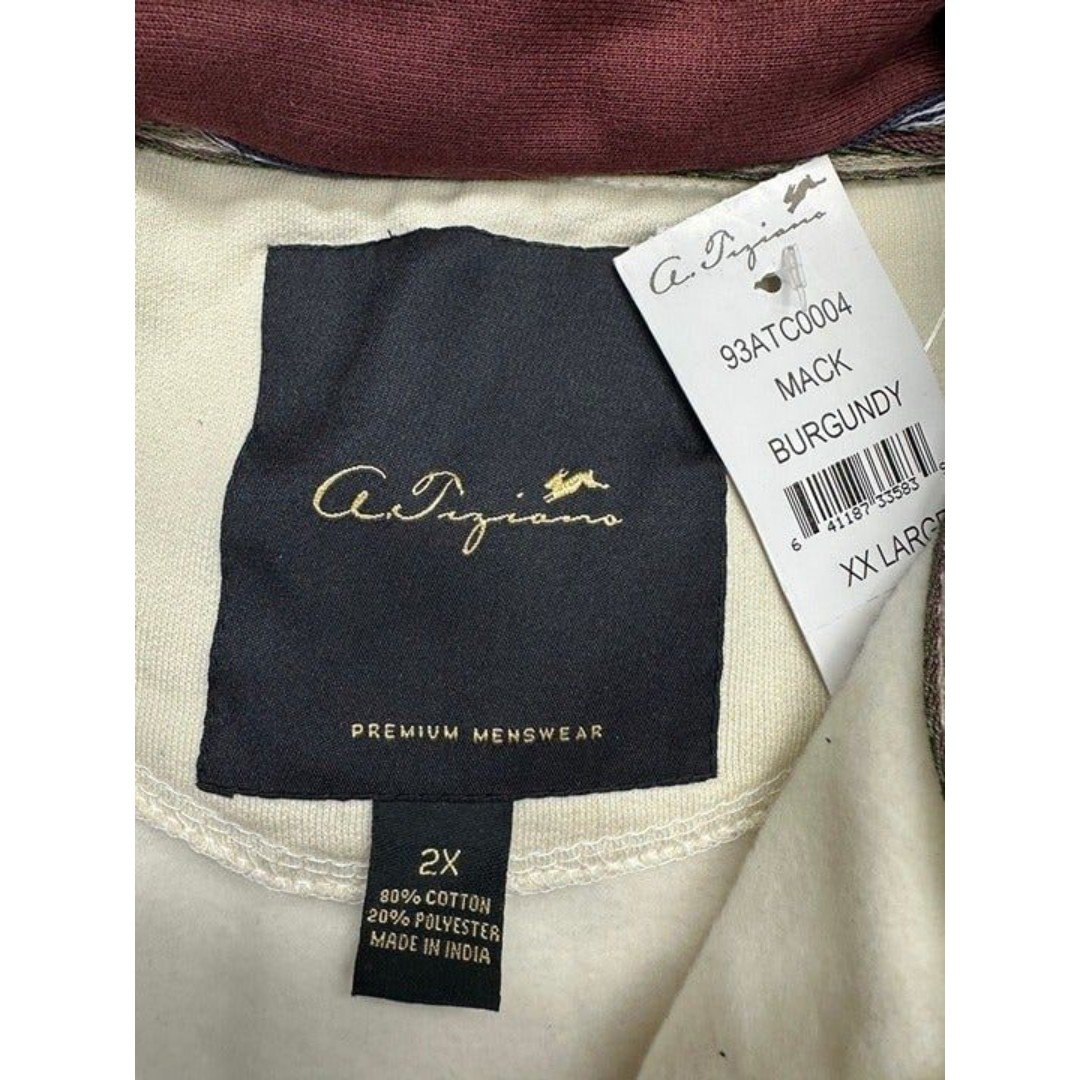 A. Tiziano
93ATC0004
MACK
BURGUNDY
6 41187 33583
XX LARGE
A. Tiziano
PREMIUM MENSWEAR
2X
80% COTTON
20% POLYESTER
MADE IN INDIA